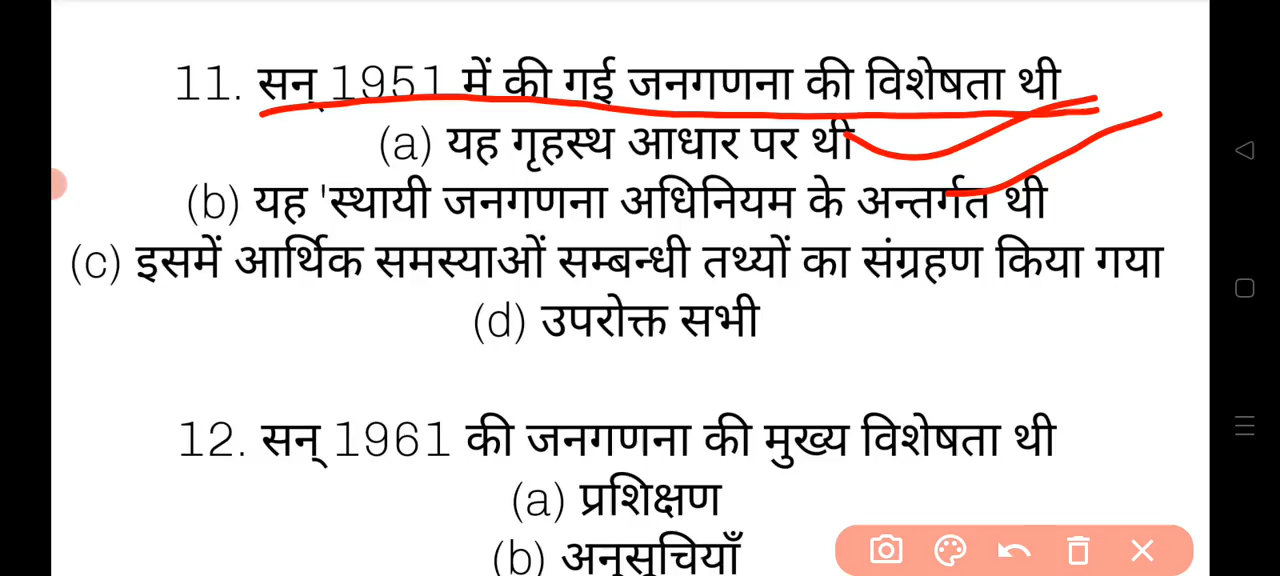 11. सन् 1951 में की गई जनगणना की विशेषता थी
(a) यह गृहस्थ आधार पर थी
(b) यह 'स्थायी जनगणना अधिनियम के अन्तर्गत थी
(c) इसमें आर्थिक समस्याओं सम्बन्धी तथ्यों का संग्रहण किया गया
(d) उपरोक्त सभी
12. सन् 1961 की जनगणना की मुख्य विशेषता थी
(a) प्रशिक्षण
(b) अनुसूचियाँ